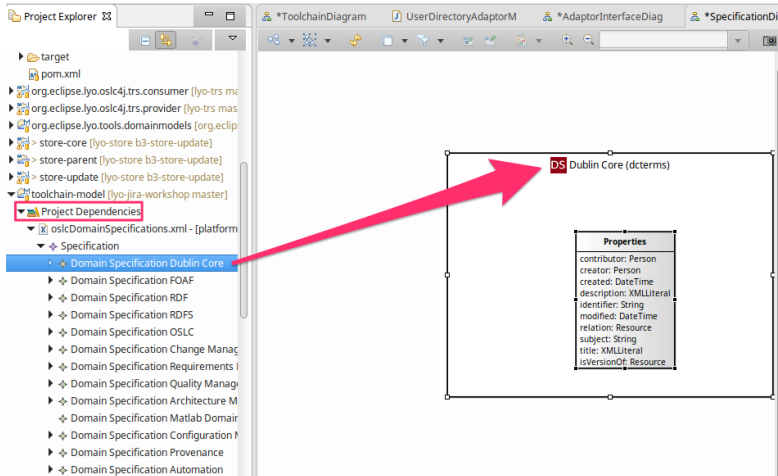 Project Explorer
*ToolchainDiagram
UserDirectoryAdaptorM
*AdaptorInterfaceDiag
*SpecificationDi
target
pom.xml
org.eclipse.lyo.oslc4j.trs.consumer [lyo-trs ma
org.eclipse.lyo.oslc4j.trs.provider [lyo-trs mas
org.eclipse.lyo.tools.domainmodels [org.eclip
> store-core [lyo-store b3-store-update]
> store-parent [lyo-store b3-store-update]
> store-update [lyo-store b3-store-update]
toolchain-model [lyo-jira-workshop master]
Project Dependencies
oslcDomainSpecifications.xml - [platform
Specification
Domain Specification Dublin Core
Domain Specification FOAF
Domain Specification RDF
Domain Specification RDFS
Domain Specification OSLC
Domain Specification Change Manag
Domain Specification Requirements
Domain Specification Quality Manage
Domain Specification Architecture M
Domain Specification Matlab Domain
Domain Specification Configuration M
Domain Specification Provenance
Domain Specification Automation
DS Dublin Core (dcterms)
Properties
contributor: Person
creator: Person
created: DateTime
description: XMLLiteral
identifier: String
modified: DateTime
relation: Resource
subject: String
title: XMLLiteral
isVersionOf: Resource